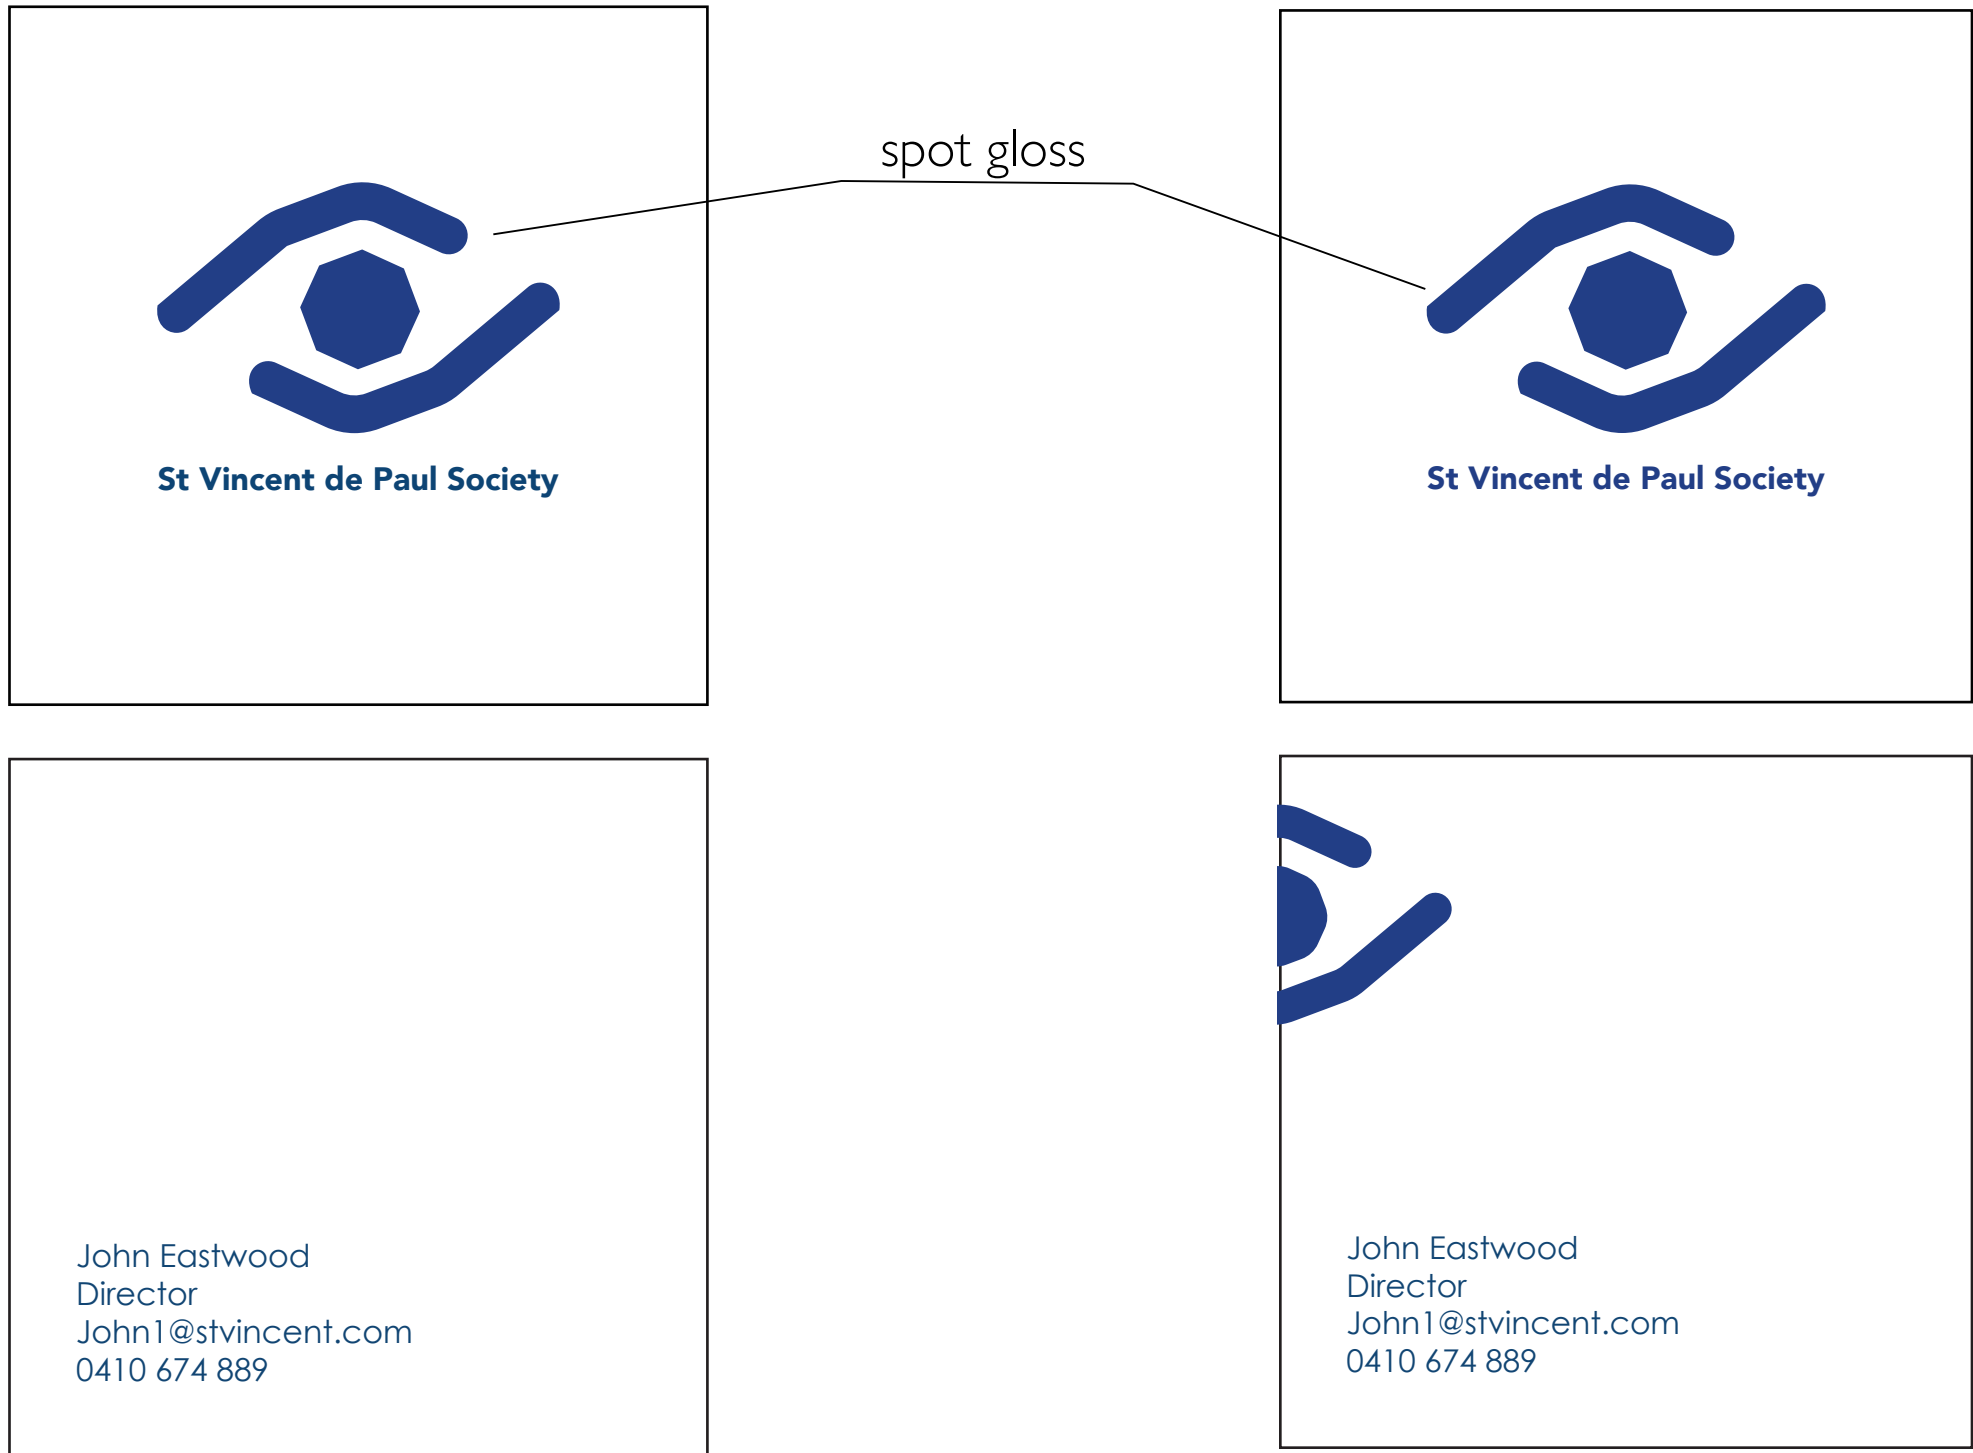 spot gloss
St Vincent de Paul Society
St Vincent de Paul Society
John Eastwood
Director
John1@stvincent.com
0410 674 889
John Eastwood
Director
John1@stvincent.com
0410 674 889